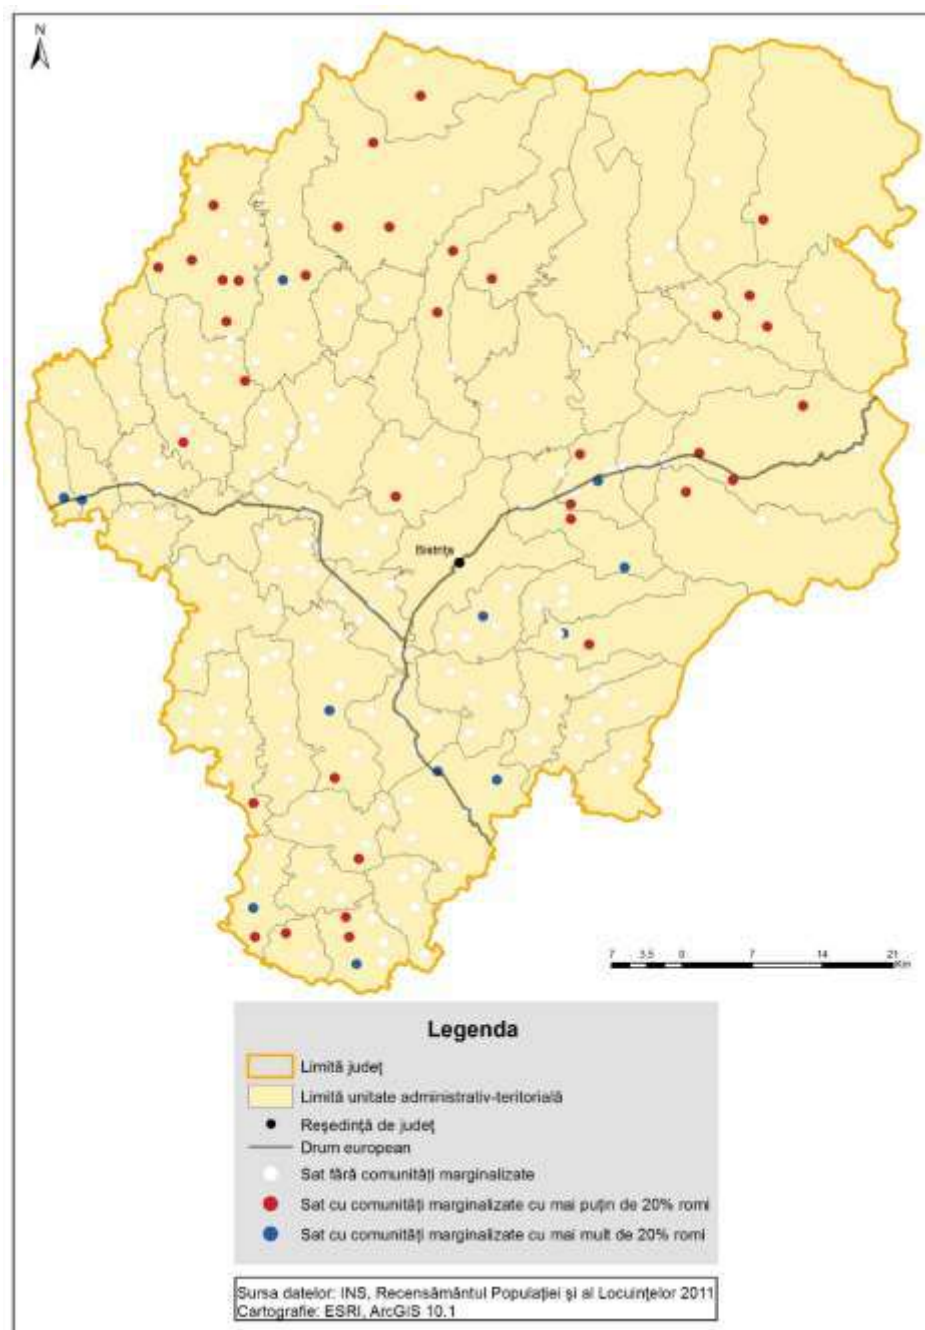 N
Bistrița
7 3,5 0 7 14 21
Km
Legenda
Limită județ
Limită unitate administrativ-teritorială
Reședință de județ
Drum european
Sat fără comunități marginalizate
Sat cu comunități marginalizate cu mai puțin de 20% romi
Sat cu comunități marginalizate cu mai mult de 20% romi
Sursa datelor: INS, Recensământul Populației și al Locuințelor 2011
Cartografie: ESRI, ArcGIS 10.1